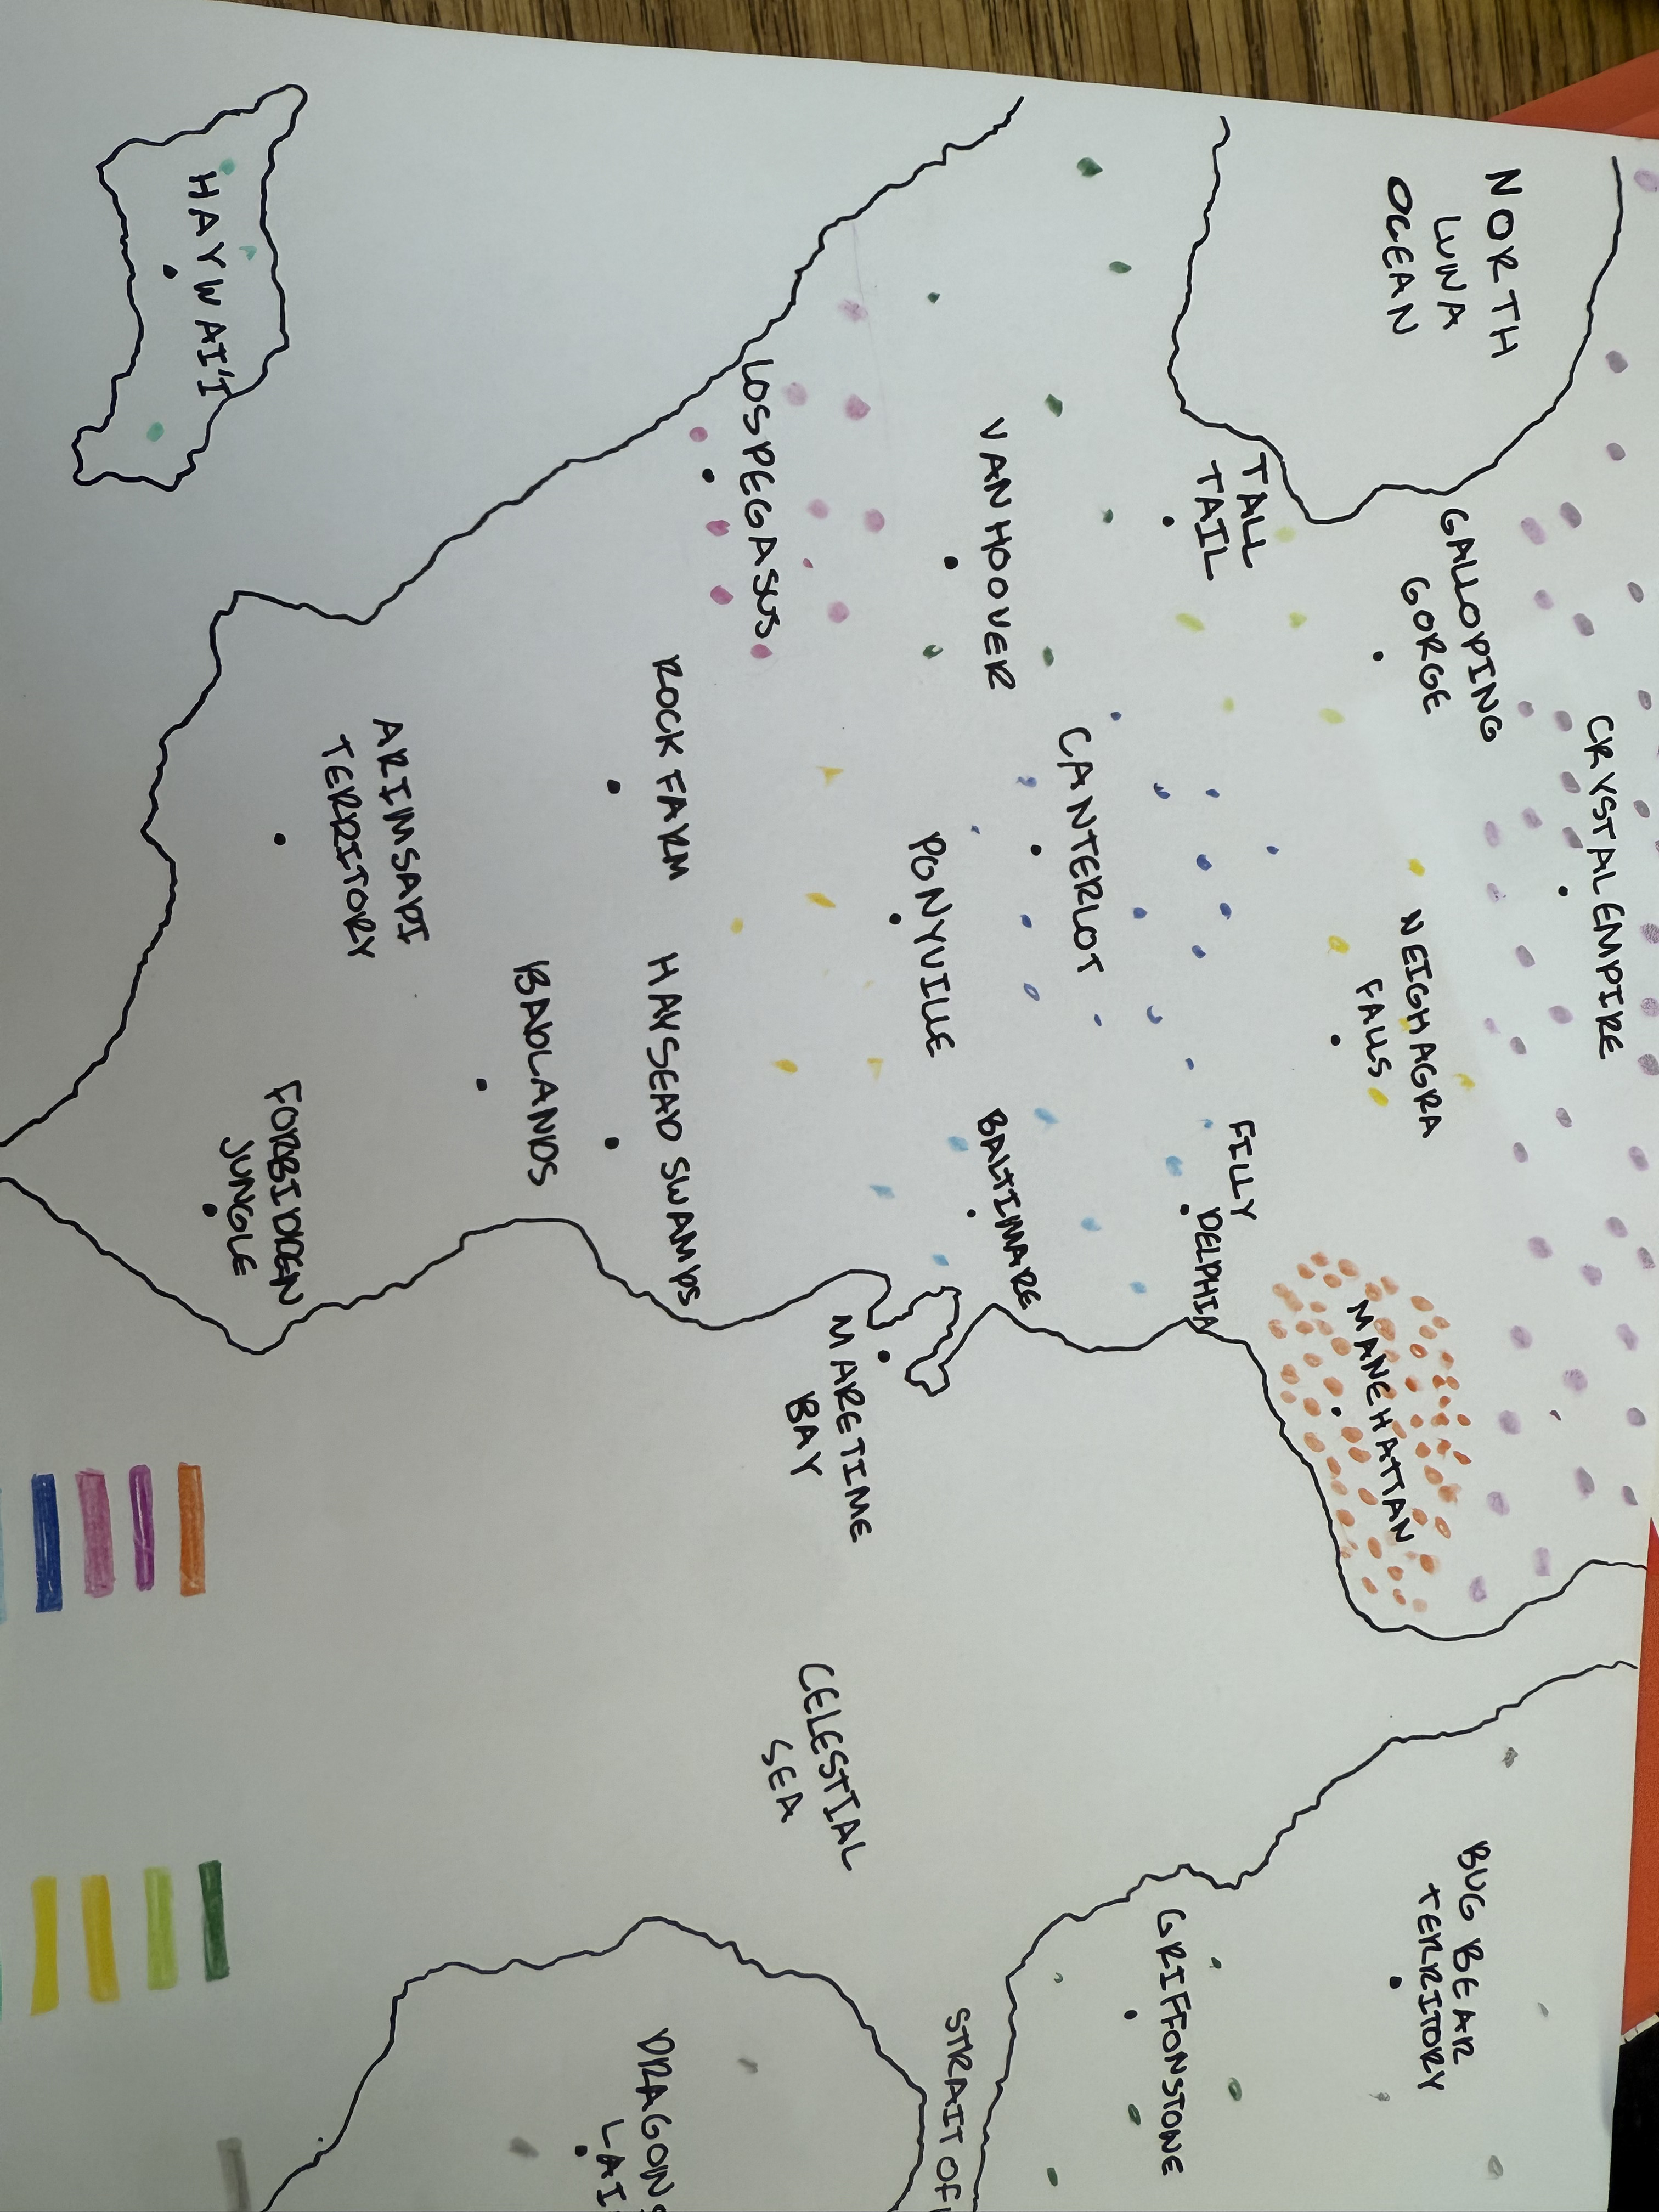 CRYSTAL EMPIRE
NORTH
LUNA
OCEAN
GALLOPING
GORGE
NEIGHAGRA
FALLS
MANEHATTAN
BUG BEAR
TERRITORY
TALL
TAIL
FILLY
DELPHIA
GRIFFONSTONE
VANHOOVER
CANTERLOT
BALTIMARE
PONYVILLE
STRAIT OF
MARETIME
BAY
CELESTIAL
SEA
LOS PEGASUS
ROCK FARM
HAYSEAD SWAMPS
DRAGONS
LAI
BADLANDS
ARIMSAPI
TERRITORY
FORBIDDEN
JUNGLE
HAYWAI'I